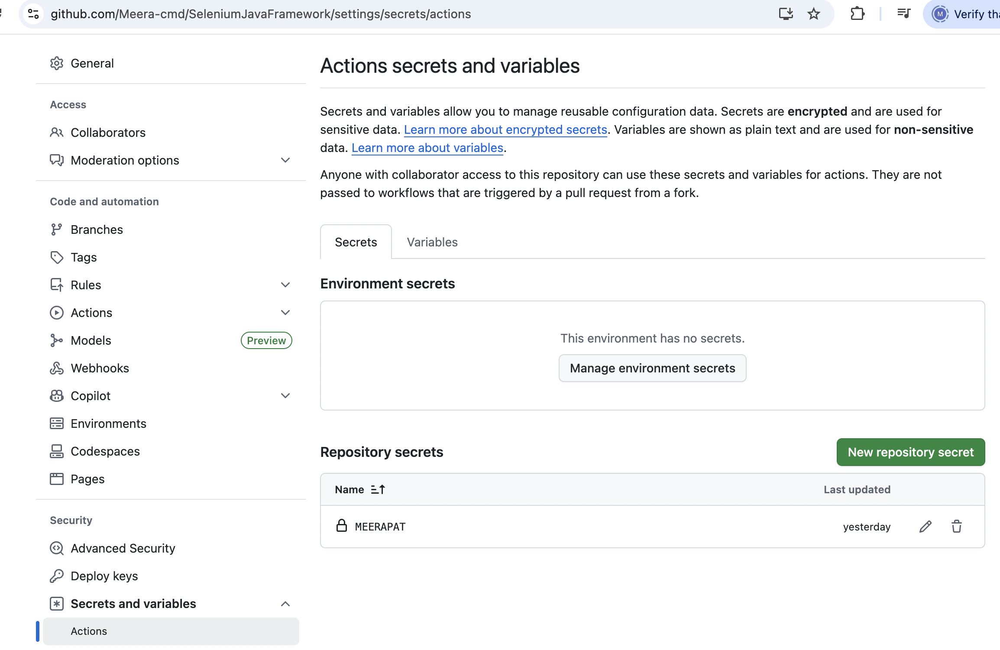 github.com/Meera-cmd/SeleniumJavaFramework/settings/secrets/actions
M
General
Access
Collaborators
Moderation options
Code and automation
Branches
Tags
Rules
Actions
Models
Preview
Webhooks
Copilot
Environments
Codespaces
Pages
Security
Advanced Security
Deploy keys
Secrets and variables
Actions
Actions secrets and variables
Secrets and variables allow you to manage reusable configuration data. Secrets are encrypted and are used for
sensitive data. Learn more about encrypted secrets. Variables are shown as plain text and are used for non-sensitive
data. Learn more about variables.
Anyone with collaborator access to this repository can use these secrets and variables for actions. They are not
passed to workflows that are triggered by a pull request from a fork.
Secrets
Variables
Environment secrets
This environment has no secrets.
Manage environment secrets
Repository secrets
New repository secret
Name
Last updated
MEERAPAT
yesterday
Verify